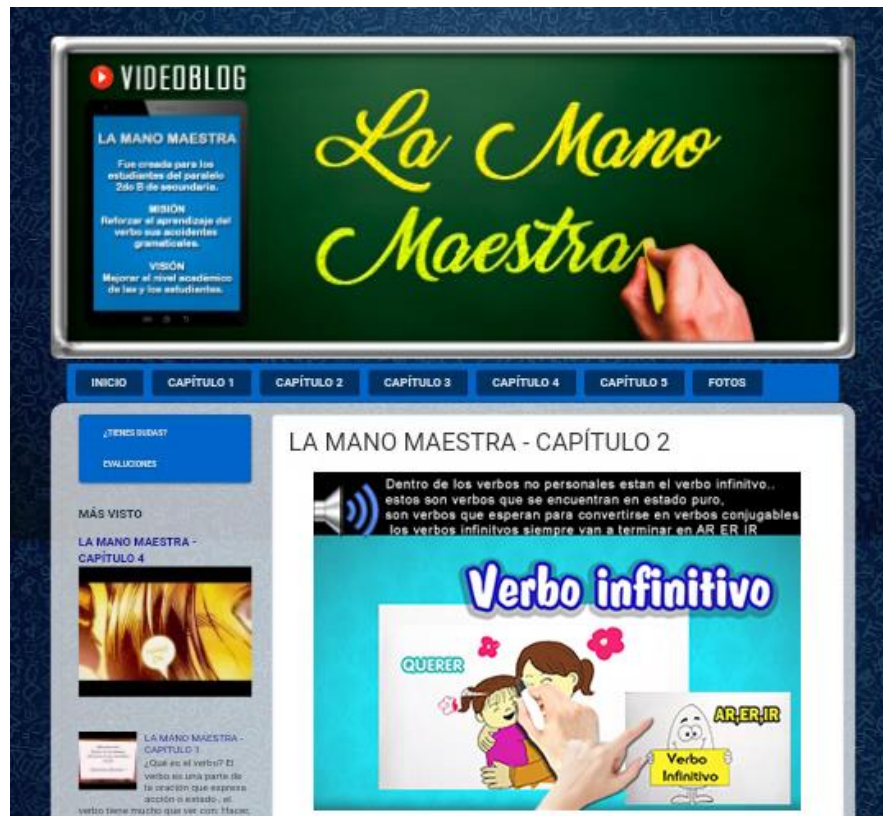 VIDEOBLOG
LA MANO MAESTRA
Fue creada para los
estudiantes del paralelo
2do B de secundaria.
MISIÓN
Reforzar el aprendizaje del
verbo sus accidentes
gramaticales.
VISIÓN
Mejorar el nivel académico
de las y los estudiantes.
La Mano
Maestra
INICIO
CAPÍTULO 1
CAPÍTULO 2
CAPÍTULO 3
CAPÍTULO 4
CAPÍTULO 5
FOTOS
¿TIENES DUDAS?
EVALUCIONES
MÁS VISTO
LA MANO MAESTRA -
CAPÍTULO 4
LA MANO MAESTRA -
CAPÍTULO 1
¿Qué es el verbo? El
verbo es una parte de
la oración que expresa
acción o estado , el
verbo tiene mucho que ver con: Hacer,
LA MANO MAESTRA - CAPÍTULO 2
Dentro de los verbos no personales estan el verbo infinitvo..
estos son verbos que se encuentran en estado puro,
son verbos que esperan para convertirse en verbos conjugables
los verbos infinitvos siempre van a terminar en AR ER IR
Verbo infinitivo
QUERER
AR,ER,IR
Verbo
Infinitivo